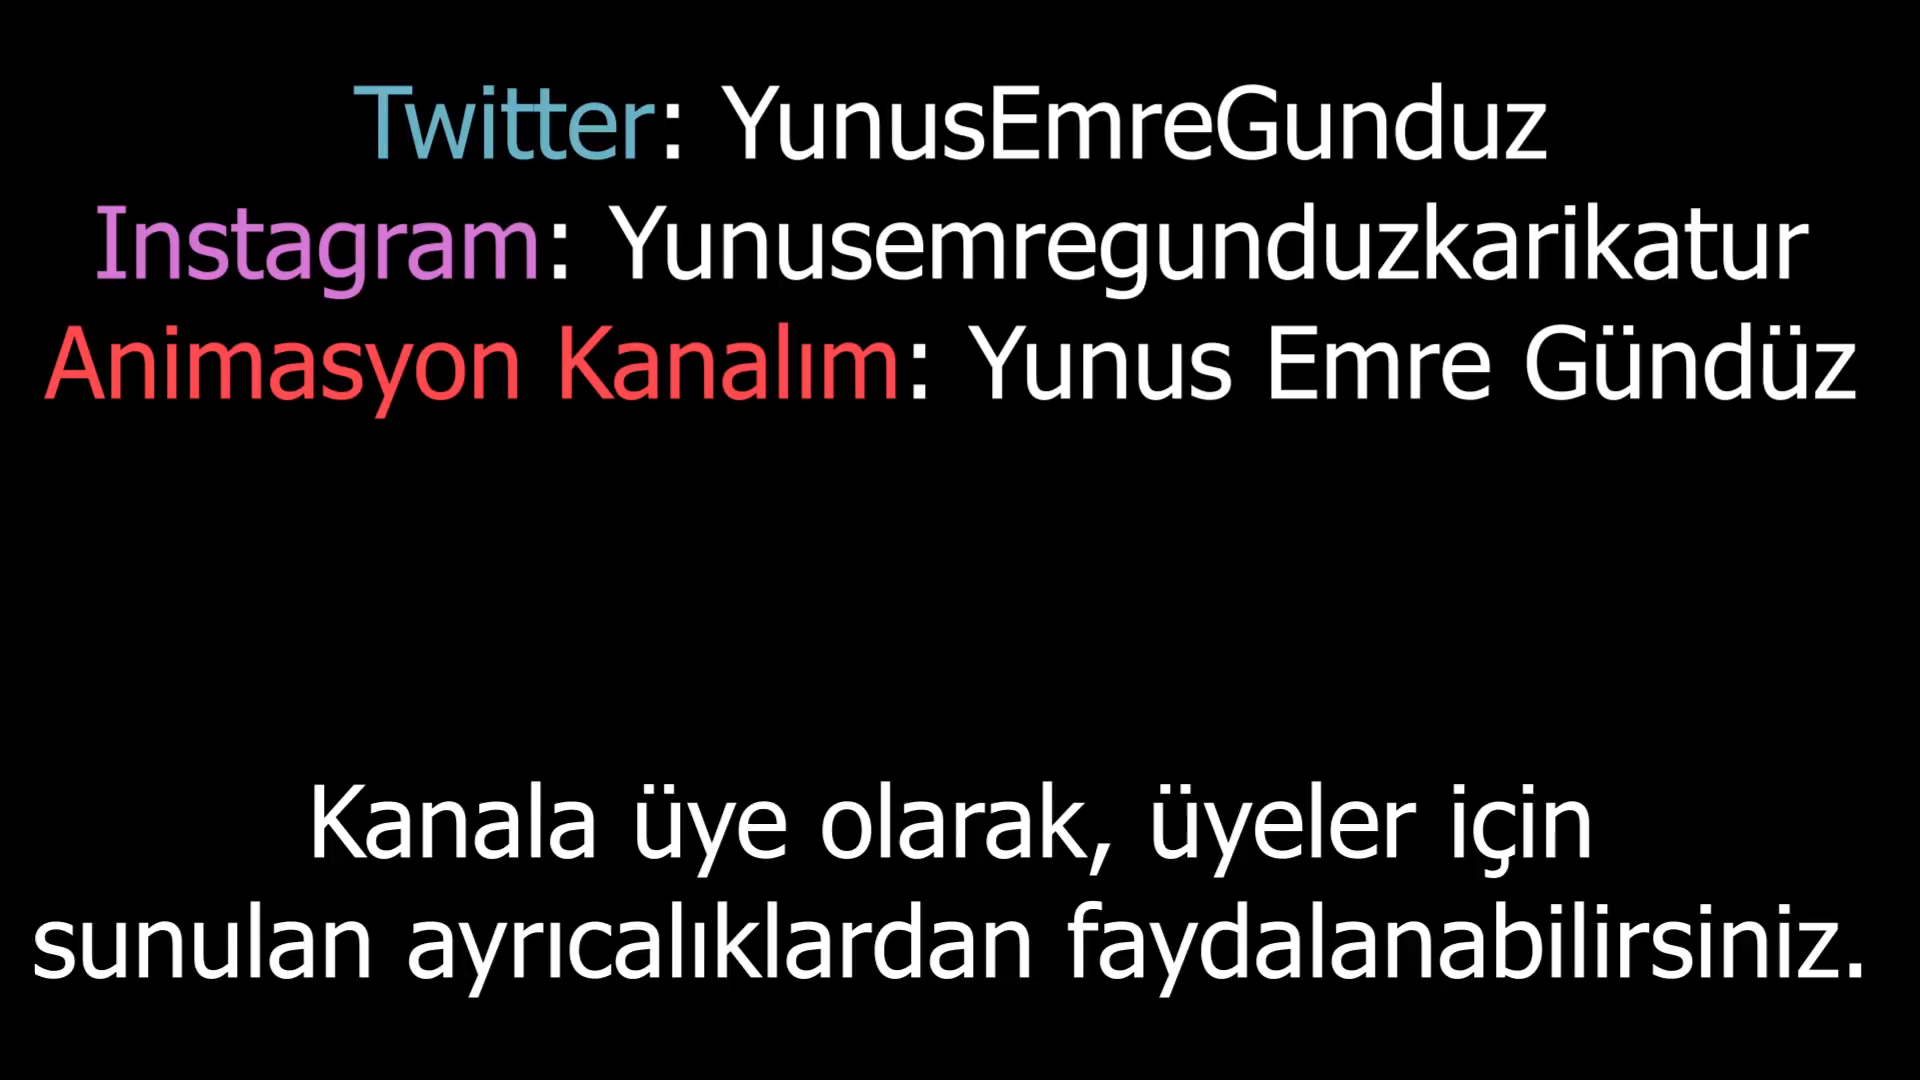 Twitter: YunusEmreGunduz
Instagram: Yunusemregunduzkarikatur
Animasyon Kanalım: Yunus Emre Gündüz
Kanala üye olarak, üyeler için
sunulan ayrıcalıklardan faydalanabilirsiniz.